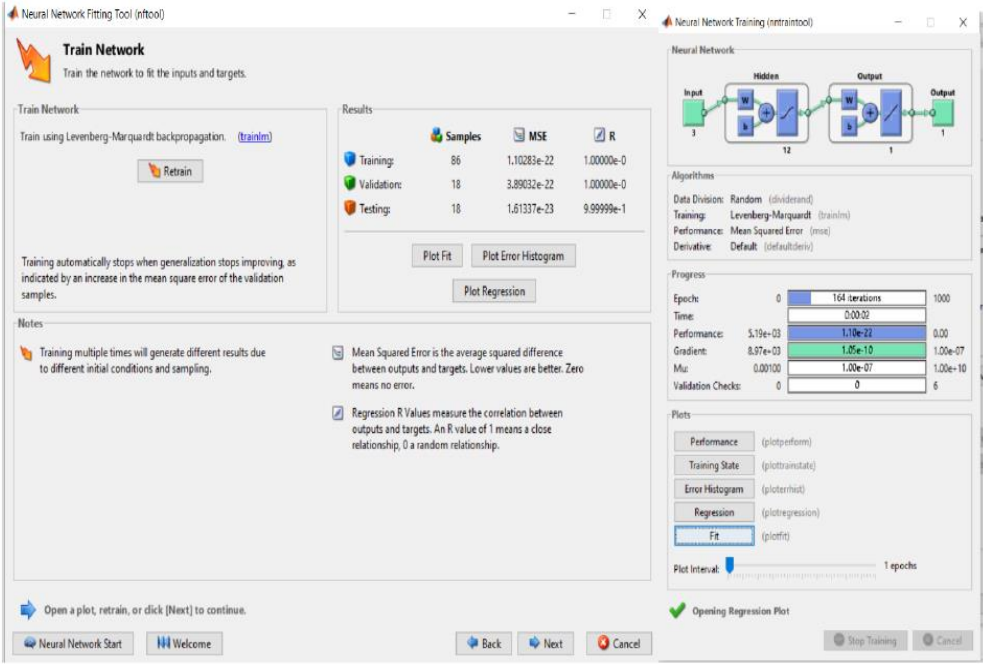 Neural Network Fitting Tool (nftool)
Train Network
Train the network to fit the inputs and targets.
Train Network
Train using Levenberg-Marquardt backpropagation. (trainlm)
Retrain
Training automatically stops when generalization stops improving, as
indicated by an increase in the mean square error of the validation
samples.
Results
Samples MSE R
Training: 86 1.10283e-22 1.00000e-0
Validation: 18 3.89032e-22 1.00000e-0
Testing: 18 1.61337e-23 9.99999e-1
Plot Fit Plot Error Histogram
Plot Regression
Notes
Training multiple times will generate different results due
to different initial conditions and sampling.
Mean Squared Error is the average squared difference
between outputs and targets. Lower values are better. Zero
means no error.
Regression R Values measure the correlation between
outputs and targets. An R value of 1 means a close
relationship, 0 a random relationship.
Open a plot, retrain, or click [Next] to continue.
Neural Network Start Welcome Back Next Cancel
Neural Network Training (nntraintool)
Neural Network
Hidden Output
Input Output
W W
b b
3 1
12 1
Algorithms
Data Division: Random (dividerand)
Training: Levenberg-Marquardt (trainlm)
Performance: Mean Squared Error (mse)
Derivative: Default (defaultderiv)
Progress
Epoch: 0 164 iterations 1000
Time: 0:00:02
Performance: 5.19e+03 1.10e-22 0.00
Gradient: 8.97e+03 1.05e-10 1.00e-07
Mu: 0.00100 1.00e-07 1.00e+10
Validation Checks: 0 0 6
Plots
Performance (plotperform)
Training State (plottrainstate)
Error Histogram (ploterrhist)
Regression (plotregression)
Fit (plotfit)
Plot Interval: 1 epochs
Opening Regression Plot
Stop Training Cancel